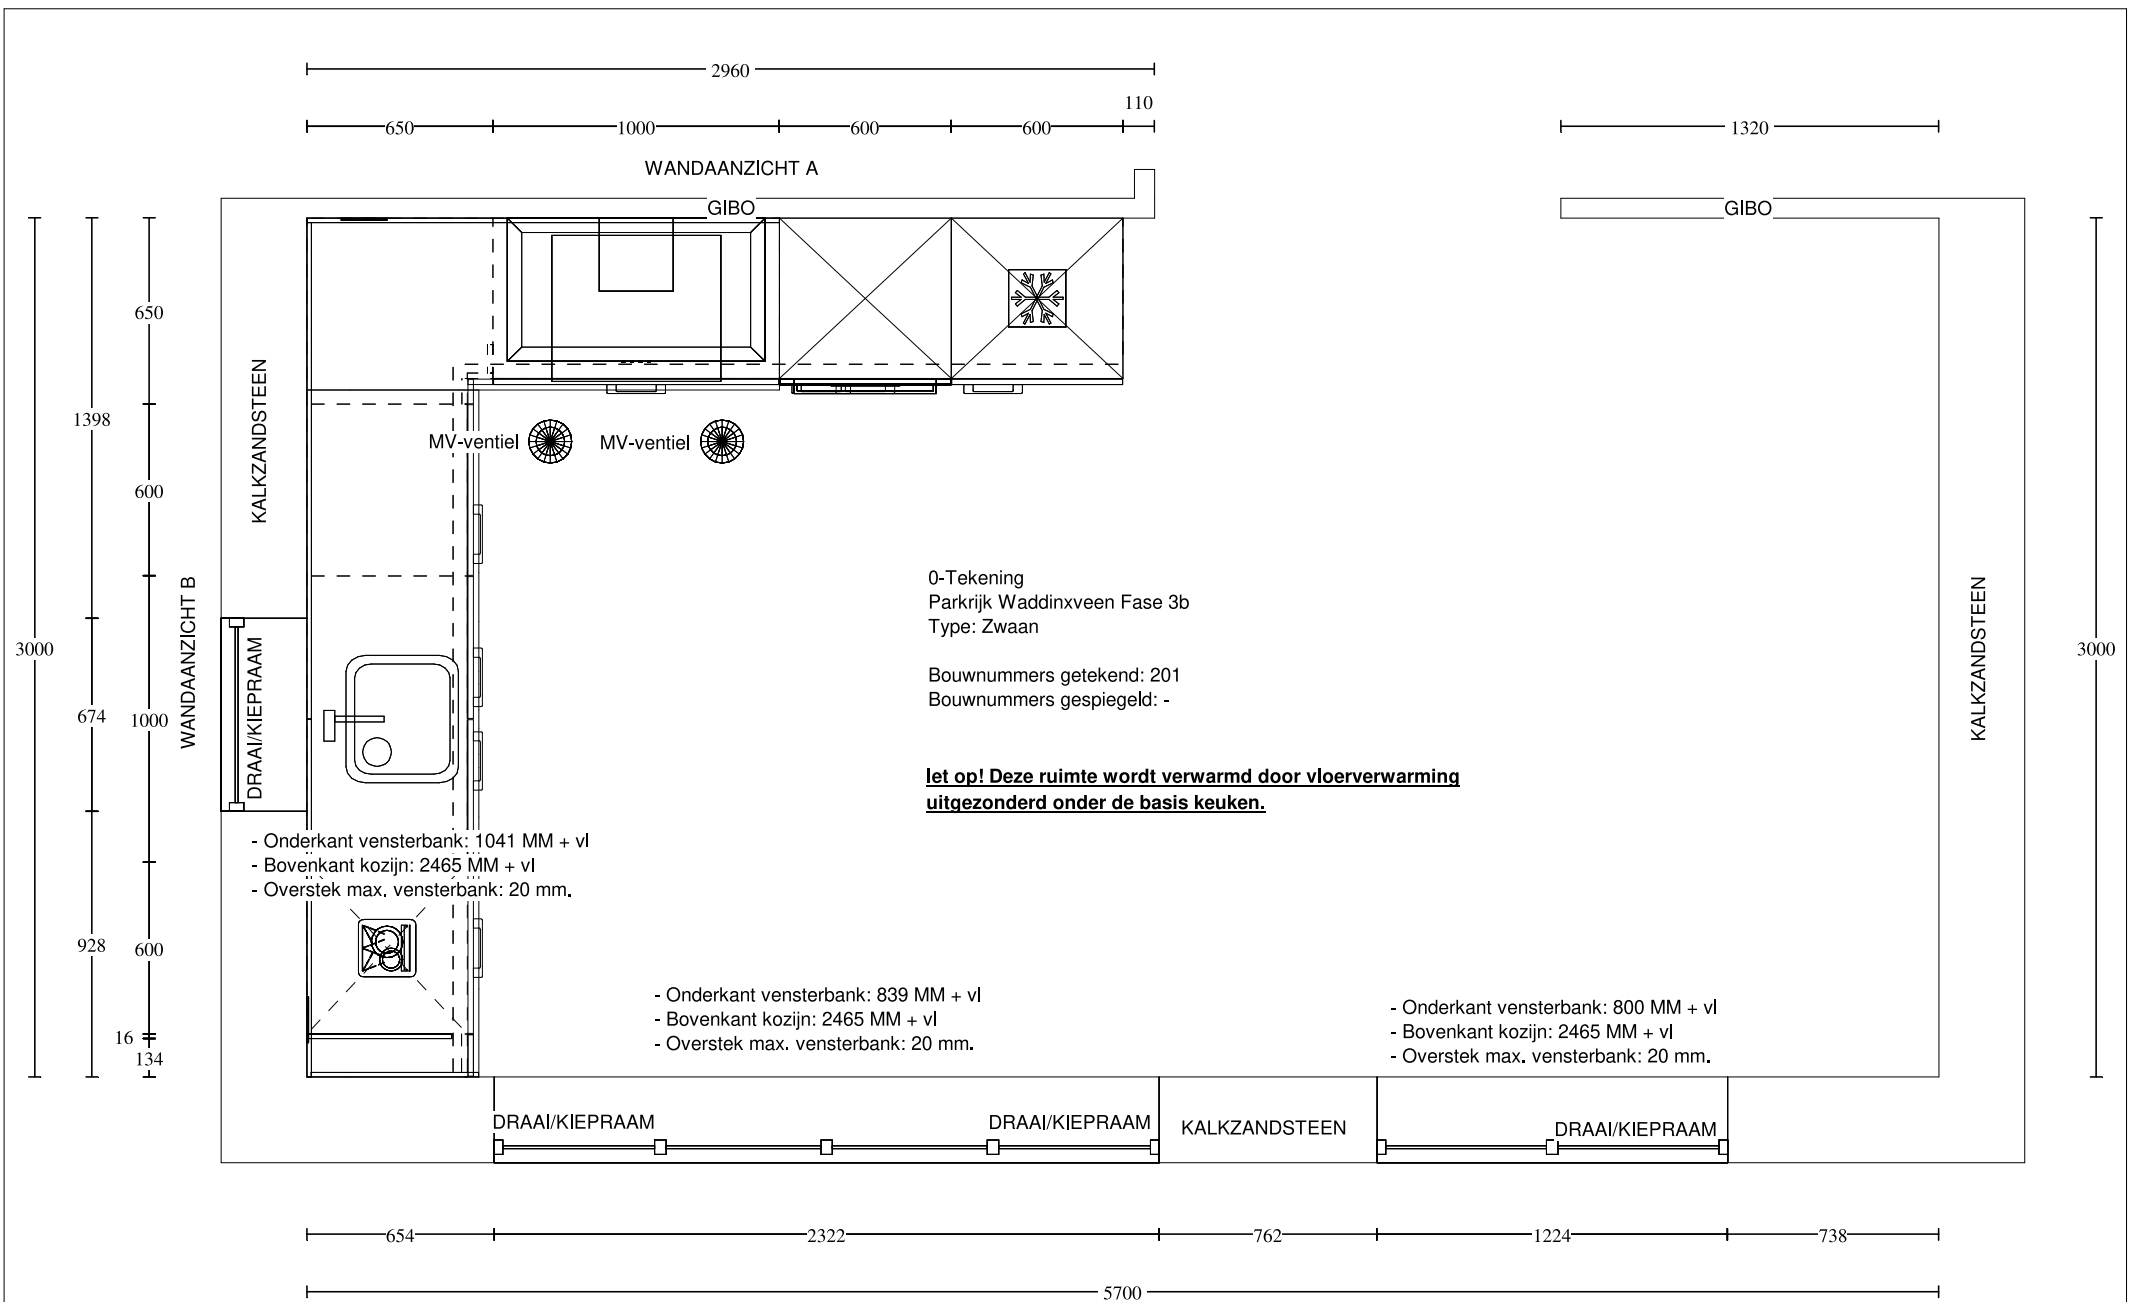 2960
110
650
1000
600
600
1320
WANDAANZICHT A
GIBO
GIBO
650
KALKZANDSTEEN
1398
MV-ventiel
MV-ventiel
600
0-Tekening
Parkrijk Waddinxveen Fase 3b
Type: Zwaan
Bouwnummers getekend: 201
Bouwnummers gespiegeld: -
KALKZANDSTEEN
3000
3000
WANDAANZICHT B
DRAAI/KIEPRAAM
674
1000
let op! Deze ruimte wordt verwarmd door vloerverwarming
uitgezonderd onder de basis keuken.
- Onderkant vensterbank: 1041 MM + vl
- Bovenkant kozijn: 2465 MM + vl
- Overstek max. vensterbank: 20 mm.
928
600
- Onderkant vensterbank: 839 MM + vl
- Bovenkant kozijn: 2465 MM + vl
- Overstek max. vensterbank: 20 mm.
- Onderkant vensterbank: 800 MM + vl
- Bovenkant kozijn: 2465 MM + vl
- Overstek max. vensterbank: 20 mm.
16
134
DRAAI/KIEPRAAM
DRAAI/KIEPRAAM
KALKZANDSTEEN
DRAAI/KIEPRAAM
654
2322
762
1224
738
5700